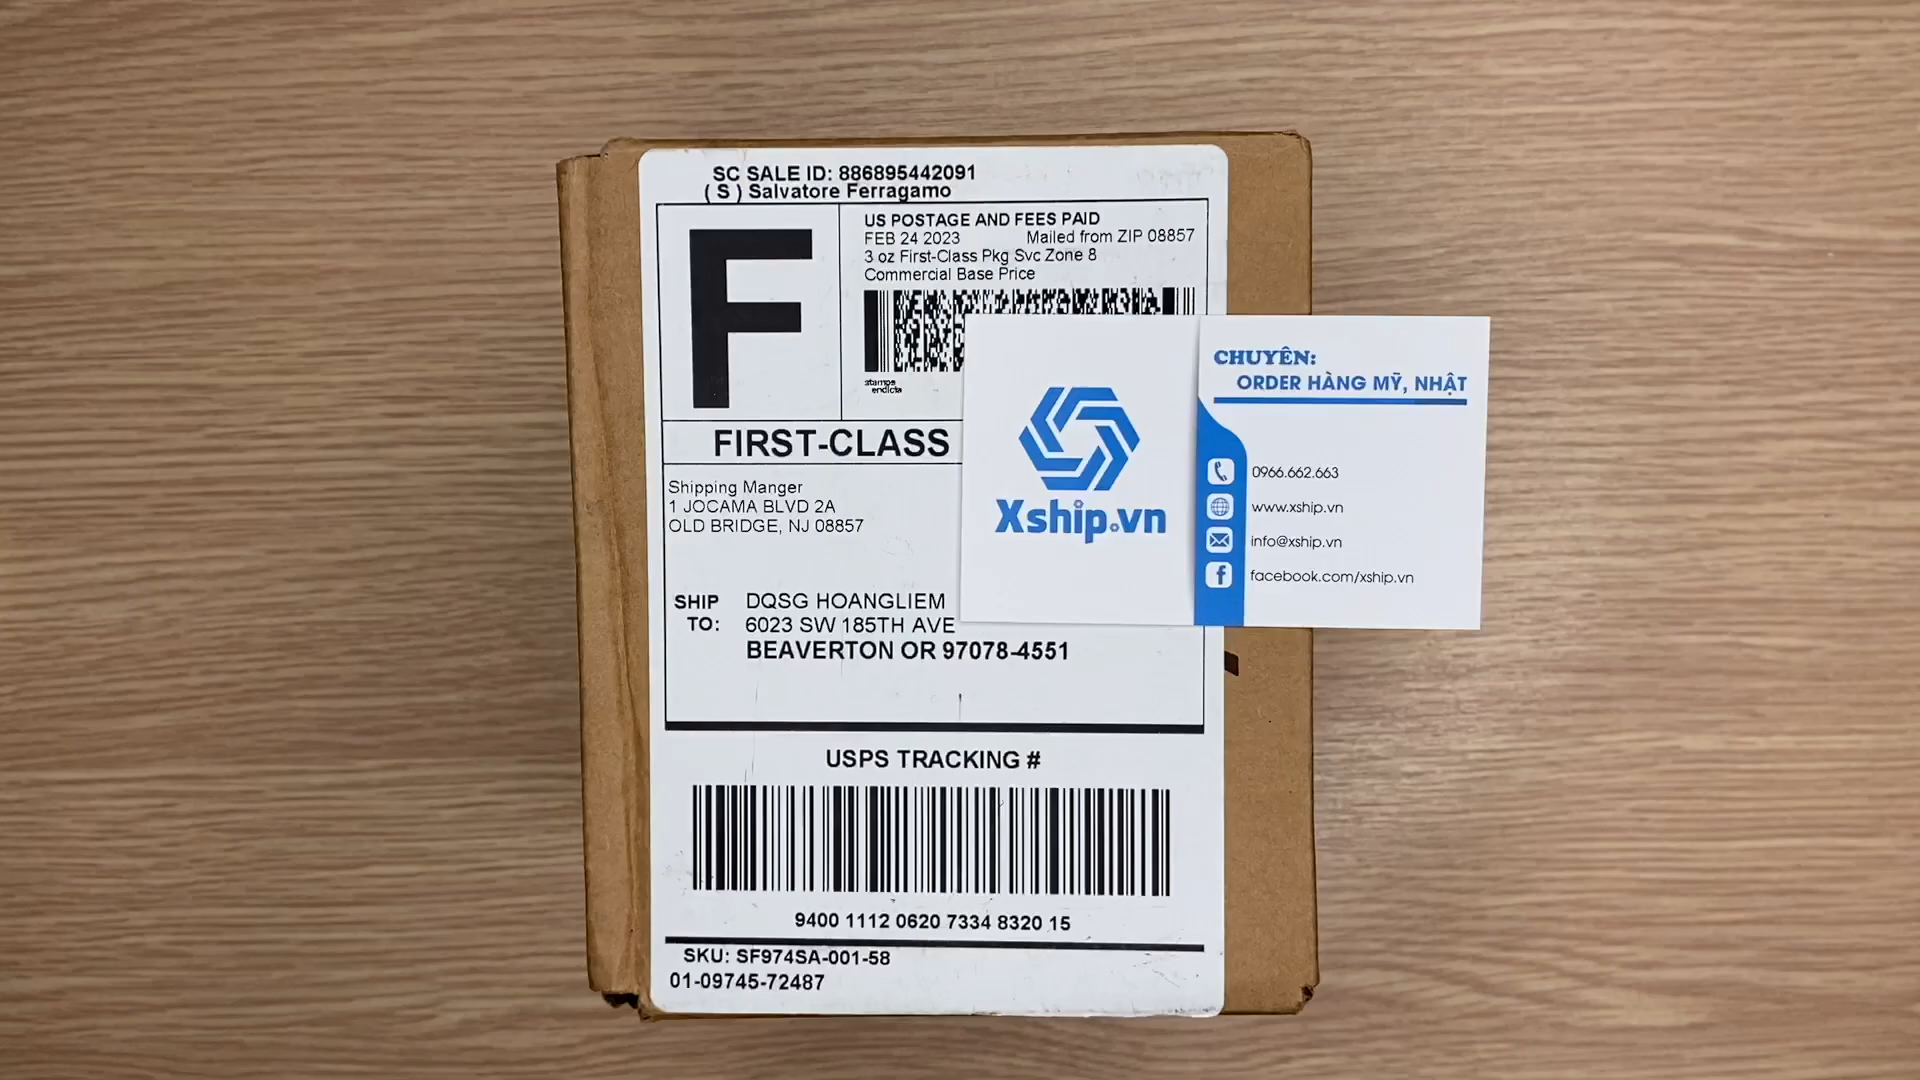 SC SALE ID: 886895442091
( S ) Salvatore Ferragamo
F
US POSTAGE AND FEES PAID
FEB 24 2023 Mailed from ZIP 08857
3 oz First-Class Pkg Svc Zone 8
Commercial Base Price
stamps
endicia
FIRST-CLASS
Shipping Manger
1 JOCAMA BLVD 2A
OLD BRIDGE, NJ 08857
SHIP TO:
DQSG HOANGLIEM
6023 SW 185TH AVE
BEAVERTON OR 97078-4551
USPS TRACKING #
9400 1112 0620 7334 8320 15
SKU: SF974SA-001-58
01-09745-72487
Xship.vn
CHUYÊN:
ORDER HÀNG MỸ, NHẬT
0966.662.663
www.xship.vn
info@xship.vn
facebook.com/xship.vn